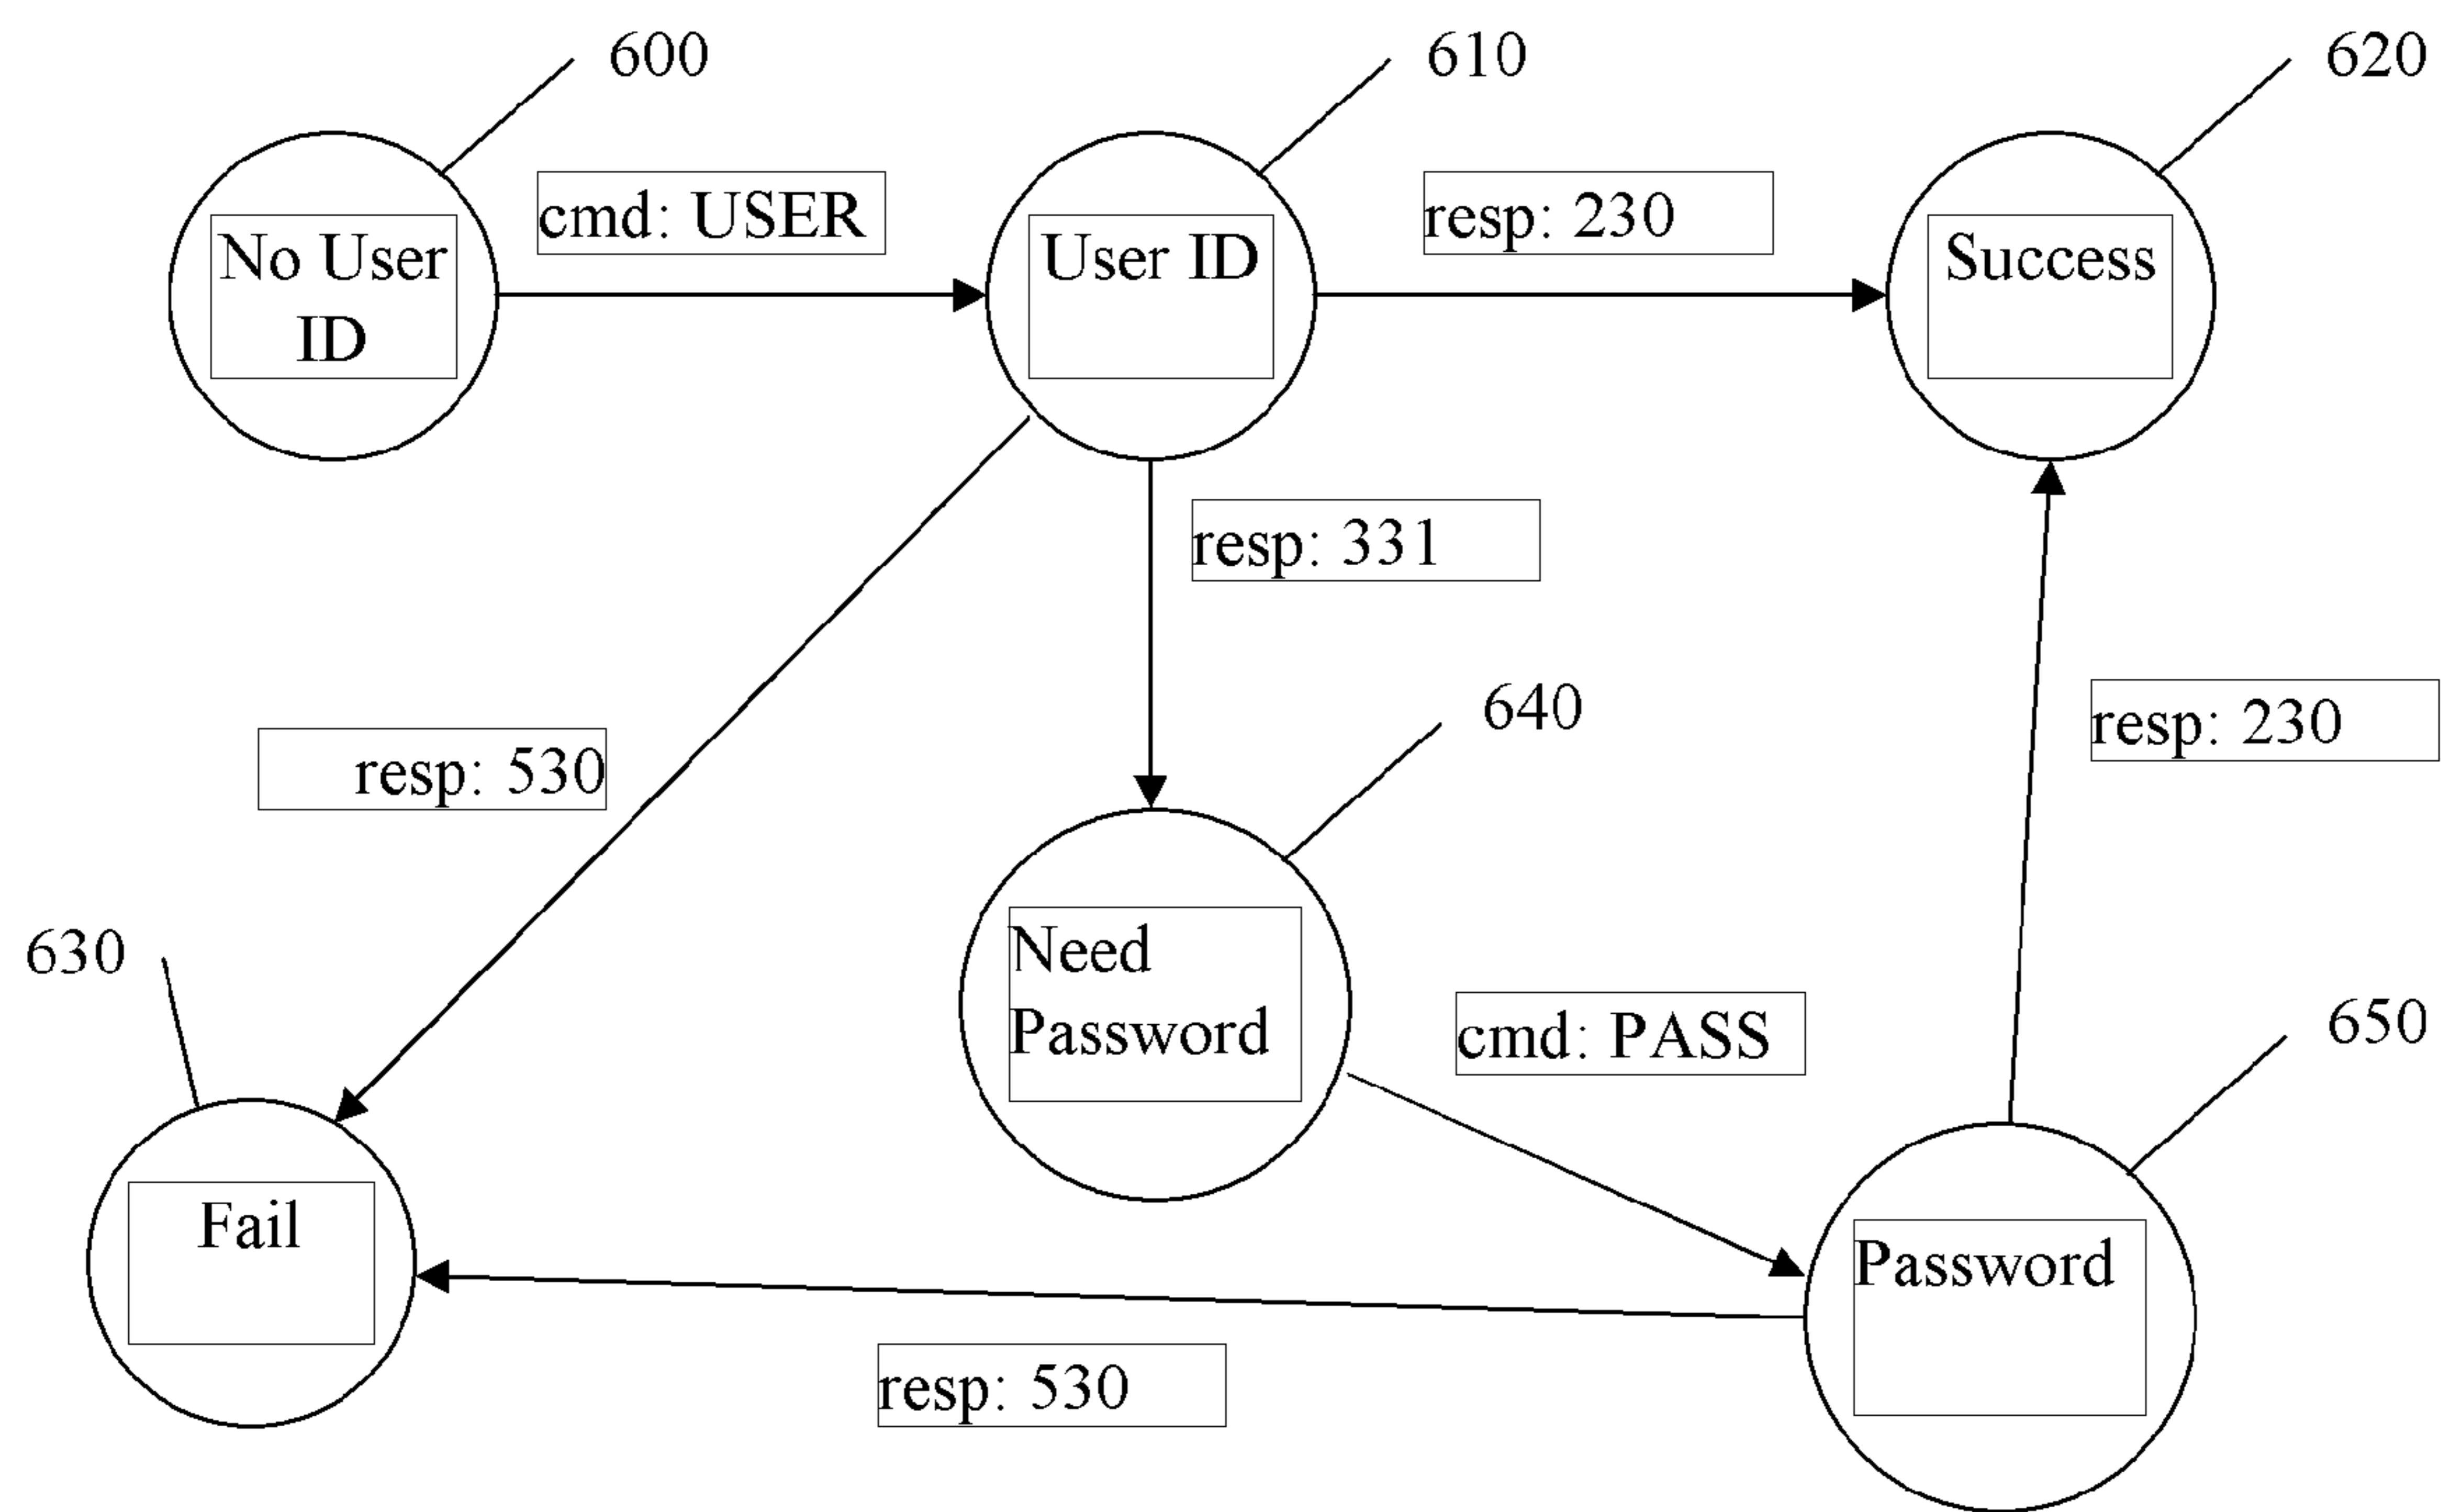 600
610
620
cmd: USER
resp: 230
No User
ID
User ID
Success
resp: 331
640
resp: 230
resp: 530
630
Need
Password
cmd: PASS
650
Fail
Password
resp: 530